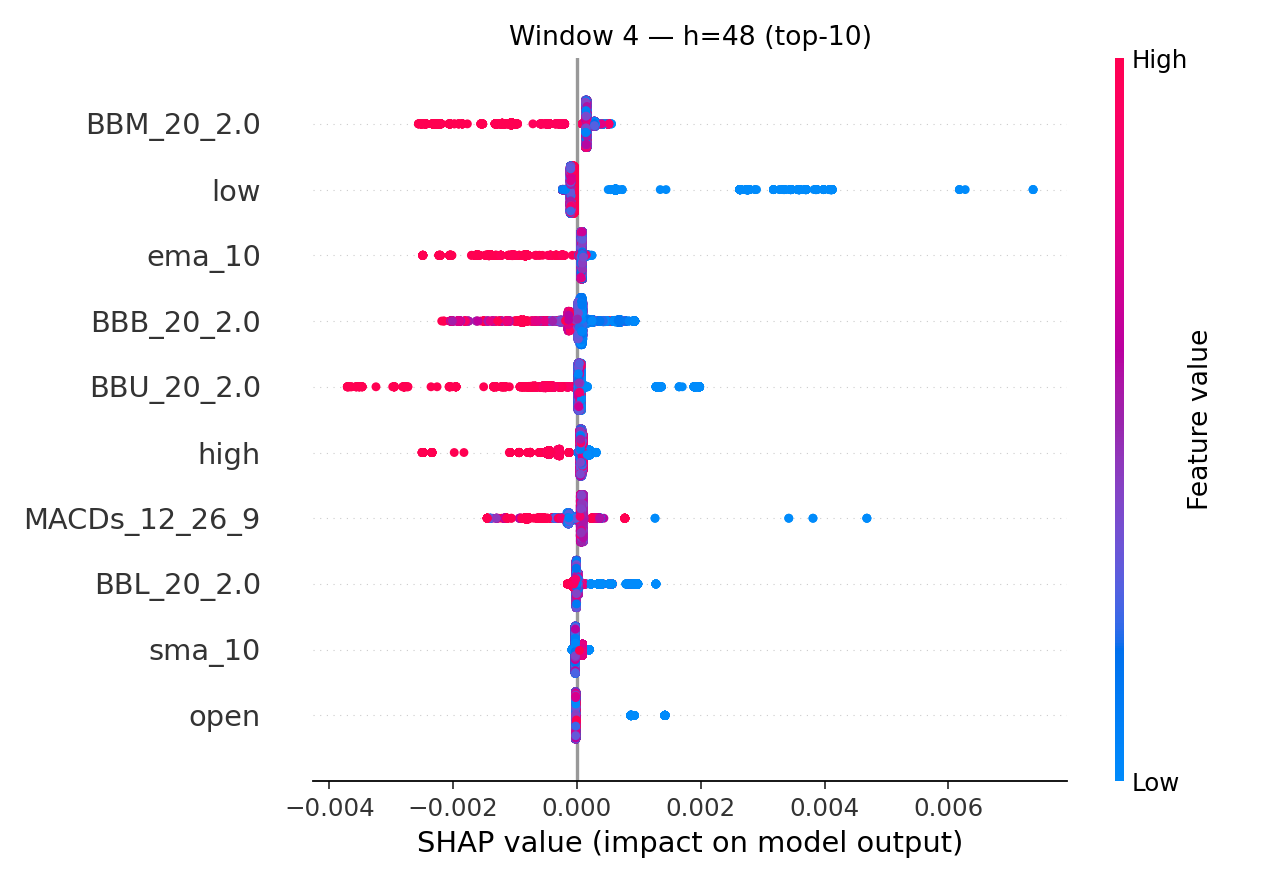 Window 4 — h=48 (top-10)
High
BBM_20_2.0
low
ema_10
BBB_20_2.0
BBU_20_2.0
high
MACDs_12_26_9
BBL_20_2.0
sma_10
open
Feature value
Low
−0.004 −0.002 0.000 0.002 0.004 0.006
SHAP value (impact on model output)